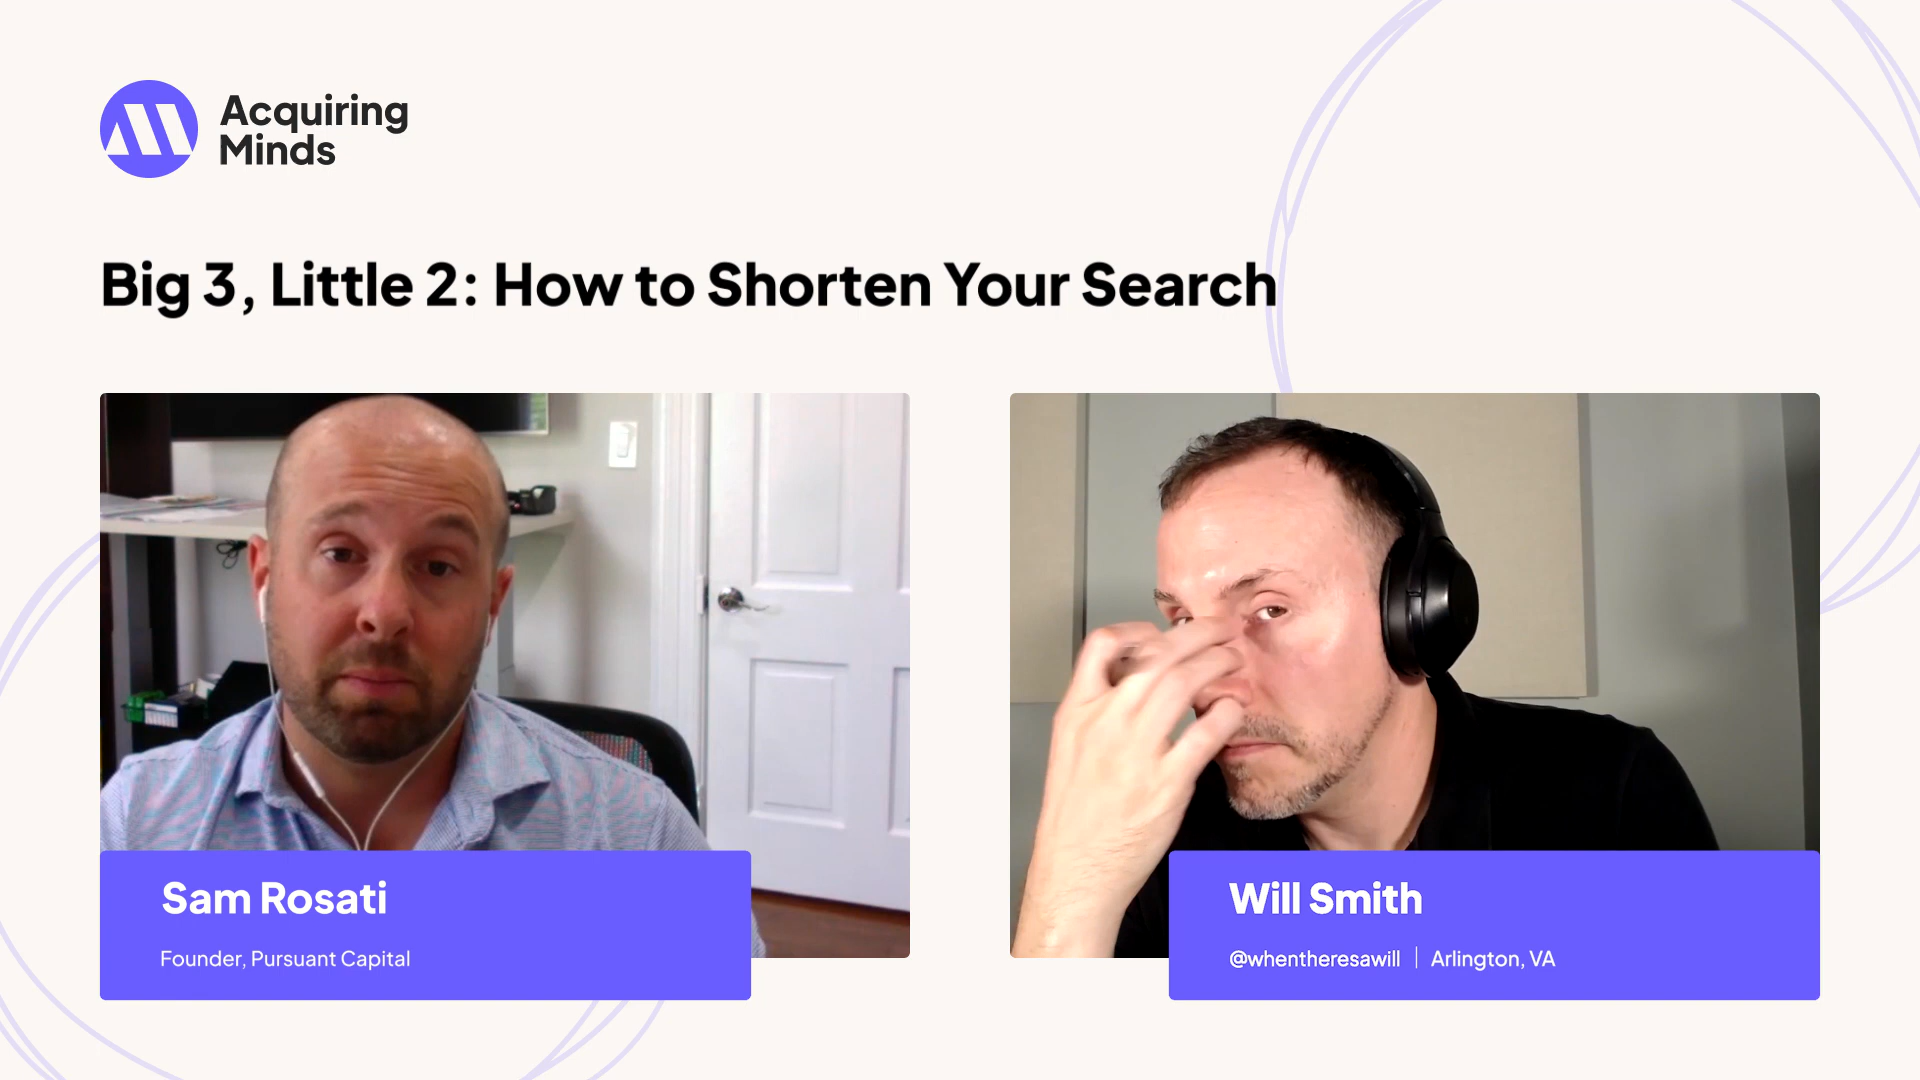 Acquiring
Minds
Big 3, Little 2: How to Shorten Your Search
Sam Rosati
Founder, Pursuant Capital
Will Smith
@whentheresawill | Arlington, VA